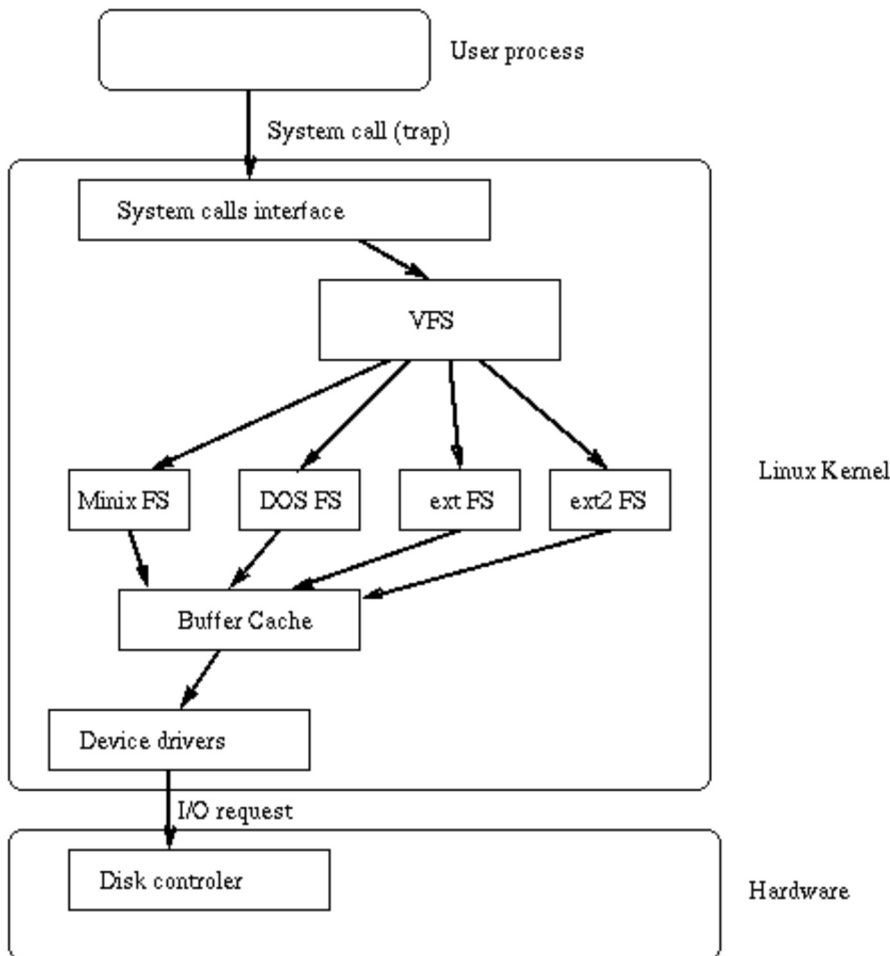 User process
System call (trap)
System calls interface
VFS
Linux Kernel
Minix FS
DOS FS
ext FS
ext2 FS
Buffer Cache
Device drivers
I/O request
Disk controler
Hardware